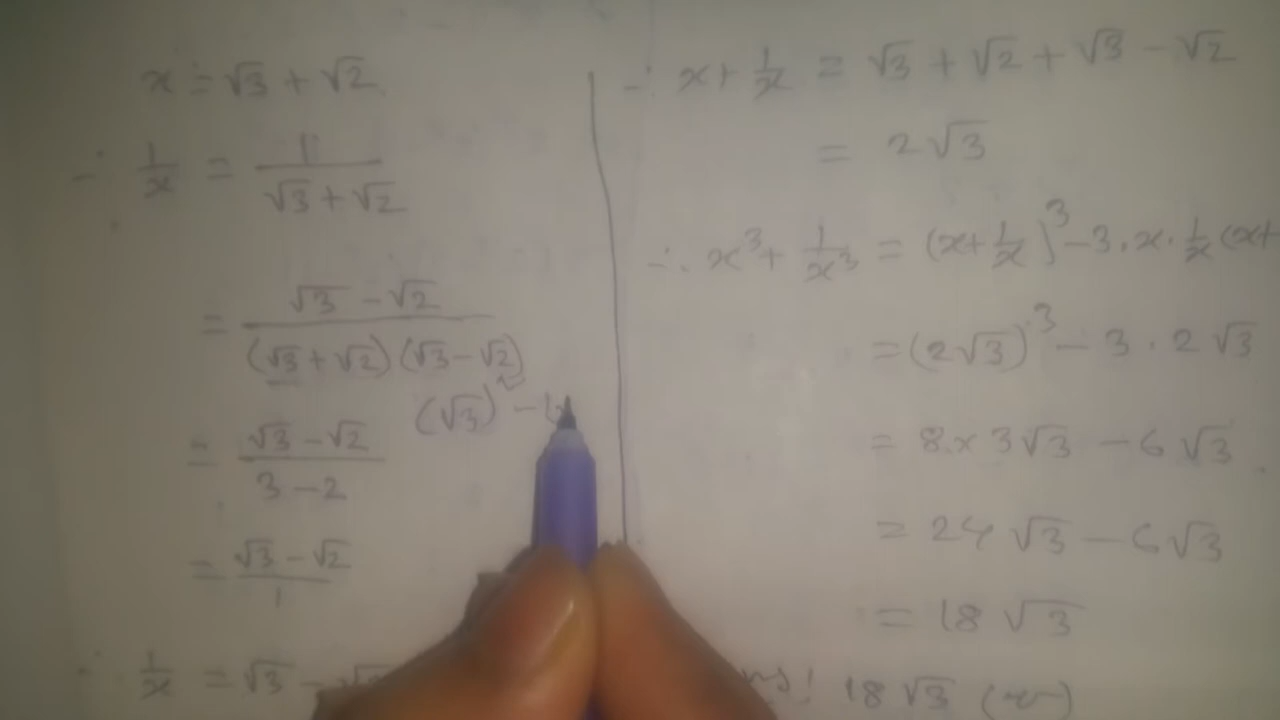 x = √3 + √2
∴ 1/x = 1/(√3 + √2)
= (√3 − √2)/((√3 + √2)(√3 − √2))
(√3)² − (
= (√3 − √2)/(3 − 2)
= (√3 − √2)/1
∴ 1/x = √3 −
∴ x + 1/x = √3 + √2 + √3 − √2
= 2√3
∴ x³ + 1/x³ = (x + 1/x)³ − 3·x·1/x (x+
= (2√3)³ − 3 · 2√3
= 8 × 3√3 − 6√3
= 24√3 − 6√3
= 18√3
18√3